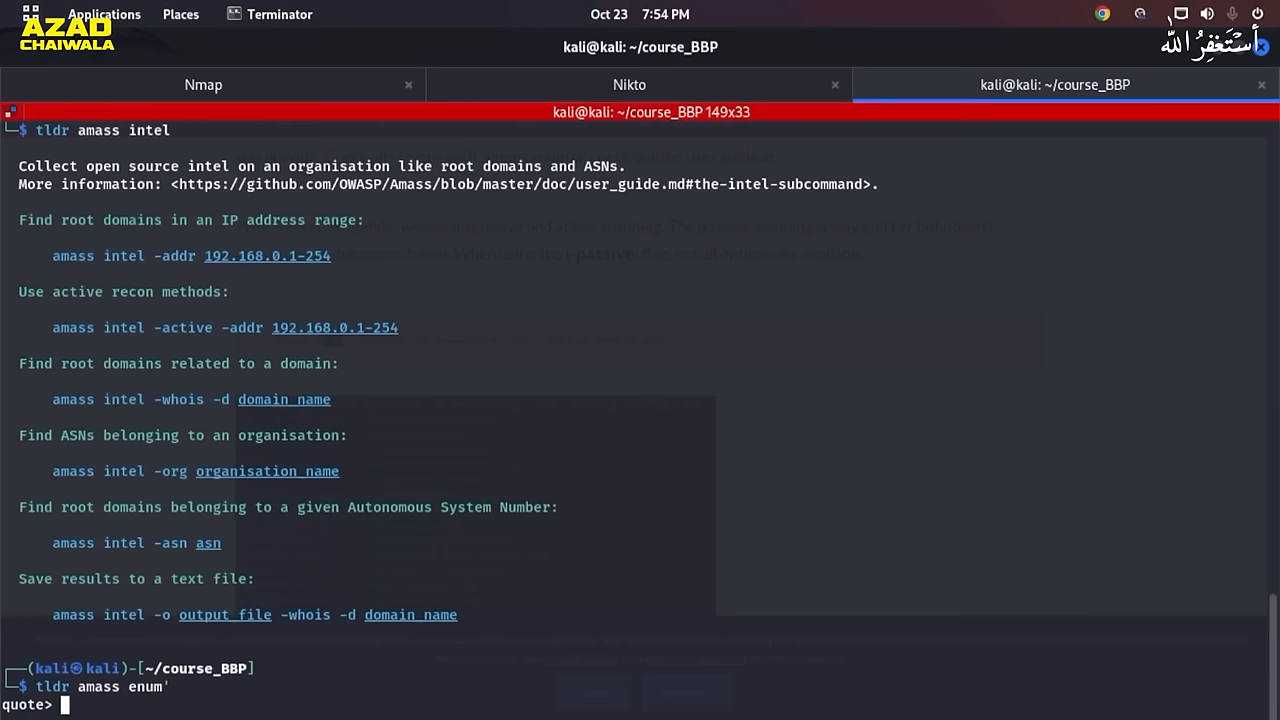 Applications Places Terminator Oct 23 7:54 PM
AZAD
CHAIWALA
أستغفر الله
kali@kali: ~/course_BBP
Nmap × Nikto × kali@kali: ~/course_BBP ×
kali@kali: ~/course_BBP 149x33
└─$ tldr amass intel
Collect open source intel on an organisation like root domains and ASNs.
More information: <https://github.com/OWASP/Amass/blob/master/doc/user_guide.md#the-intel-subcommand>.
Find root domains in an IP address range:
amass intel -addr 192.168.0.1-254
Use active recon methods:
amass intel -active -addr 192.168.0.1-254
Find root domains related to a domain:
amass intel -whois -d domain_name
Find ASNs belonging to an organisation:
amass intel -org organisation_name
Find root domains belonging to a given Autonomous System Number:
amass intel -asn asn
Save results to a text file:
amass intel -o output_file -whois -d domain_name
┌──(kali㉿kali)-[~/course_BBP]
└─$ tldr amass enum'
quote>